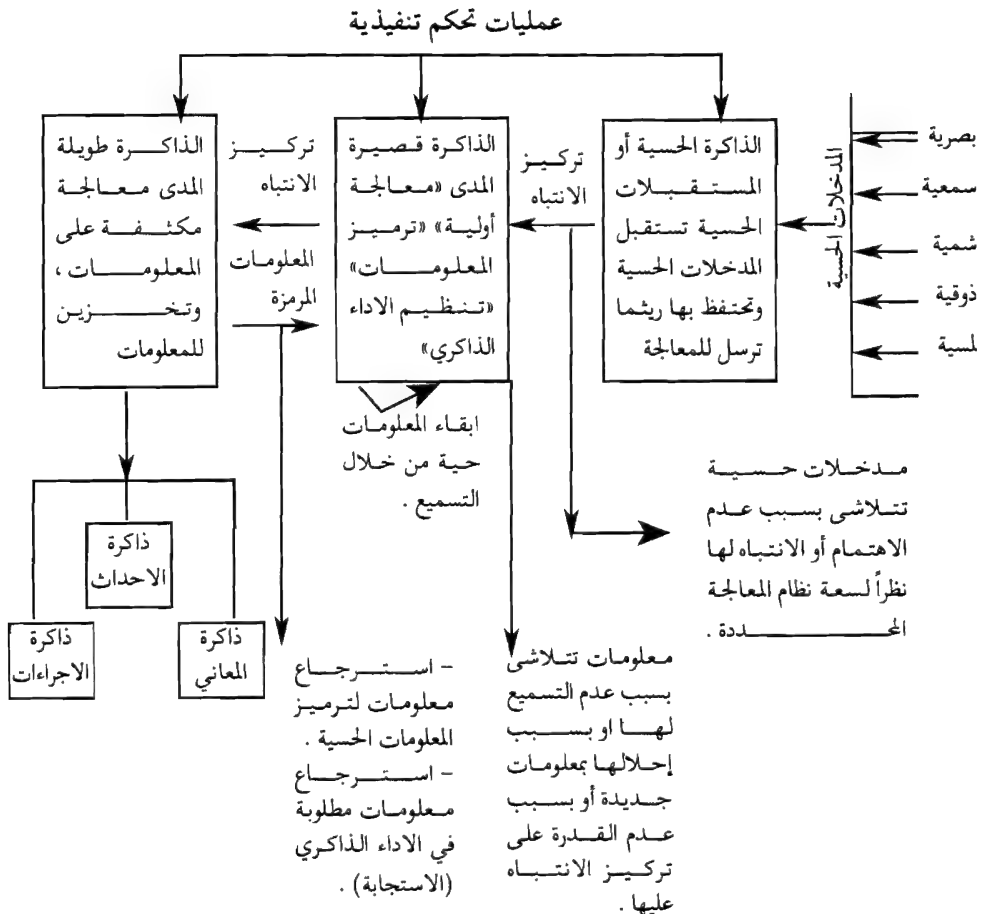 عمليات تحكم تنفيذية
بصرية
سمعية
شمية
ذوقية
لمسية
المدخلات الحسية
الذاكرة الحسية أو
المستقبلات
الحسية تستقبل
المدخلات الحسية
وتحتفظ بها ريثما
ترسل للمعالجة
تركيز
الانتباه
الذاكرة قصيرة
المدى «معالجة
أولية» «ترميز
المعلومات»
«تنظيم الاداء
الذاكري»
تركيز
الانتباه
المعلومات
المرمزة
الذاكرة طويلة
المدى معالجة
مكثفة على
المعلومات ،
وتخزين
للمعلومات
ابقاء المعلومات
حية من خلال
التسميع .
مدخلات حسية
تتلاشى بسبب عدم
الاهتمام أو الانتباه لها
نظراً لسعة نظام المعالجة
المحددة .
معلومات تتلاشى
بسبب عدم التسميع
لها او بسبب
إحلالها بمعلومات
جديدة أو بسبب
عدم القدرة على
تركيز الانتباه
عليها .
– استرجاع
معلومات لترميز
المعلومات الحسية .
– استرجاع
معلومات مطلوبة
في الاداء الذاكري
(الاستجابة) .
ذاكرة
الاحداث
ذاكرة
المعاني
ذاكرة
الاجراءات